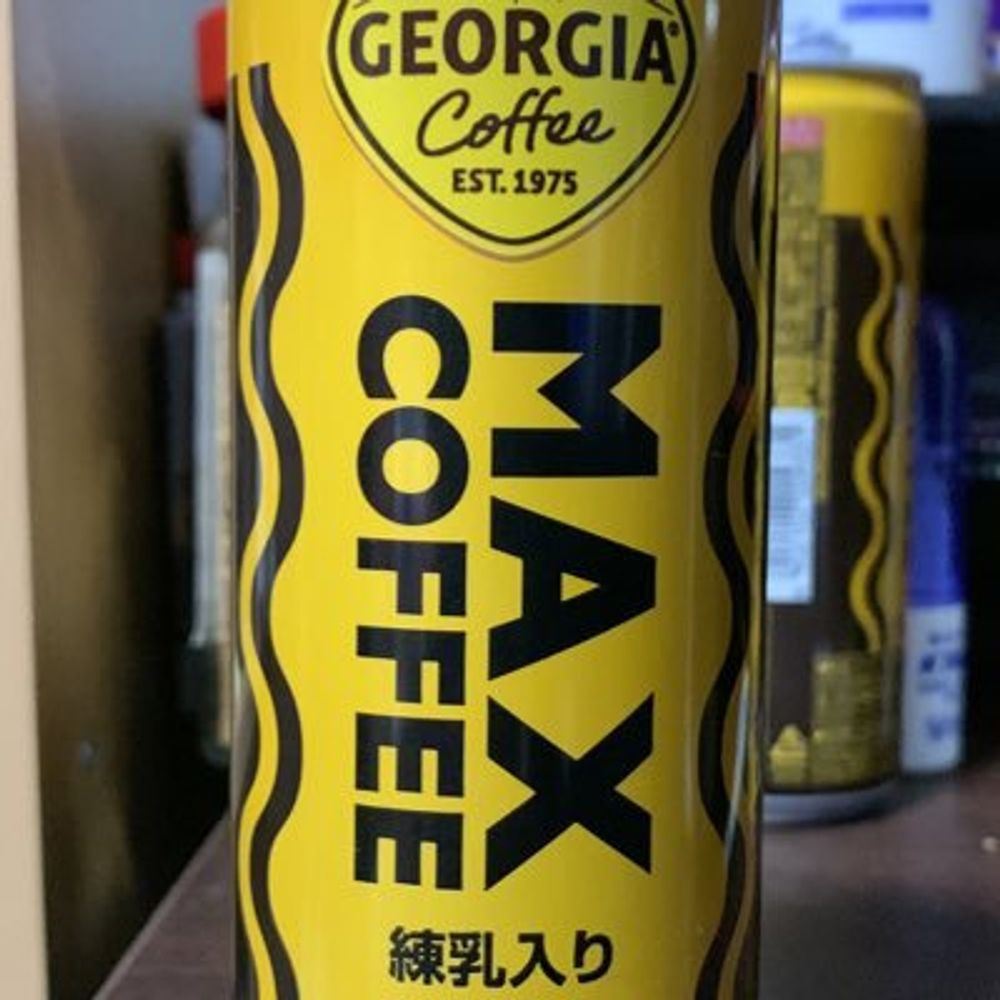 GEORGIA®
Coffee
EST. 1975
MAX
COFFEE
練乳入り